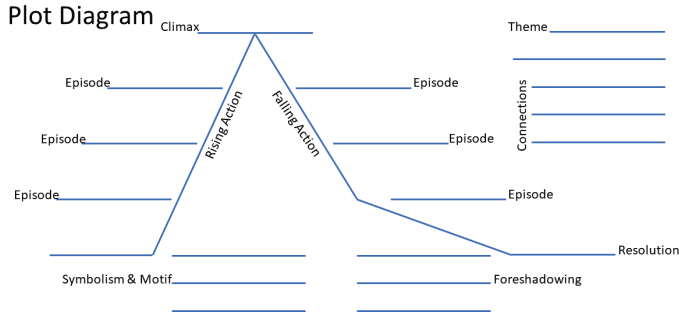 Plot Diagram
Climax
Theme
Episode
Episode
Connections
Rising Action
Falling Action
Episode
Episode
Episode
Episode
Resolution
Symbolism & Motif
Foreshadowing